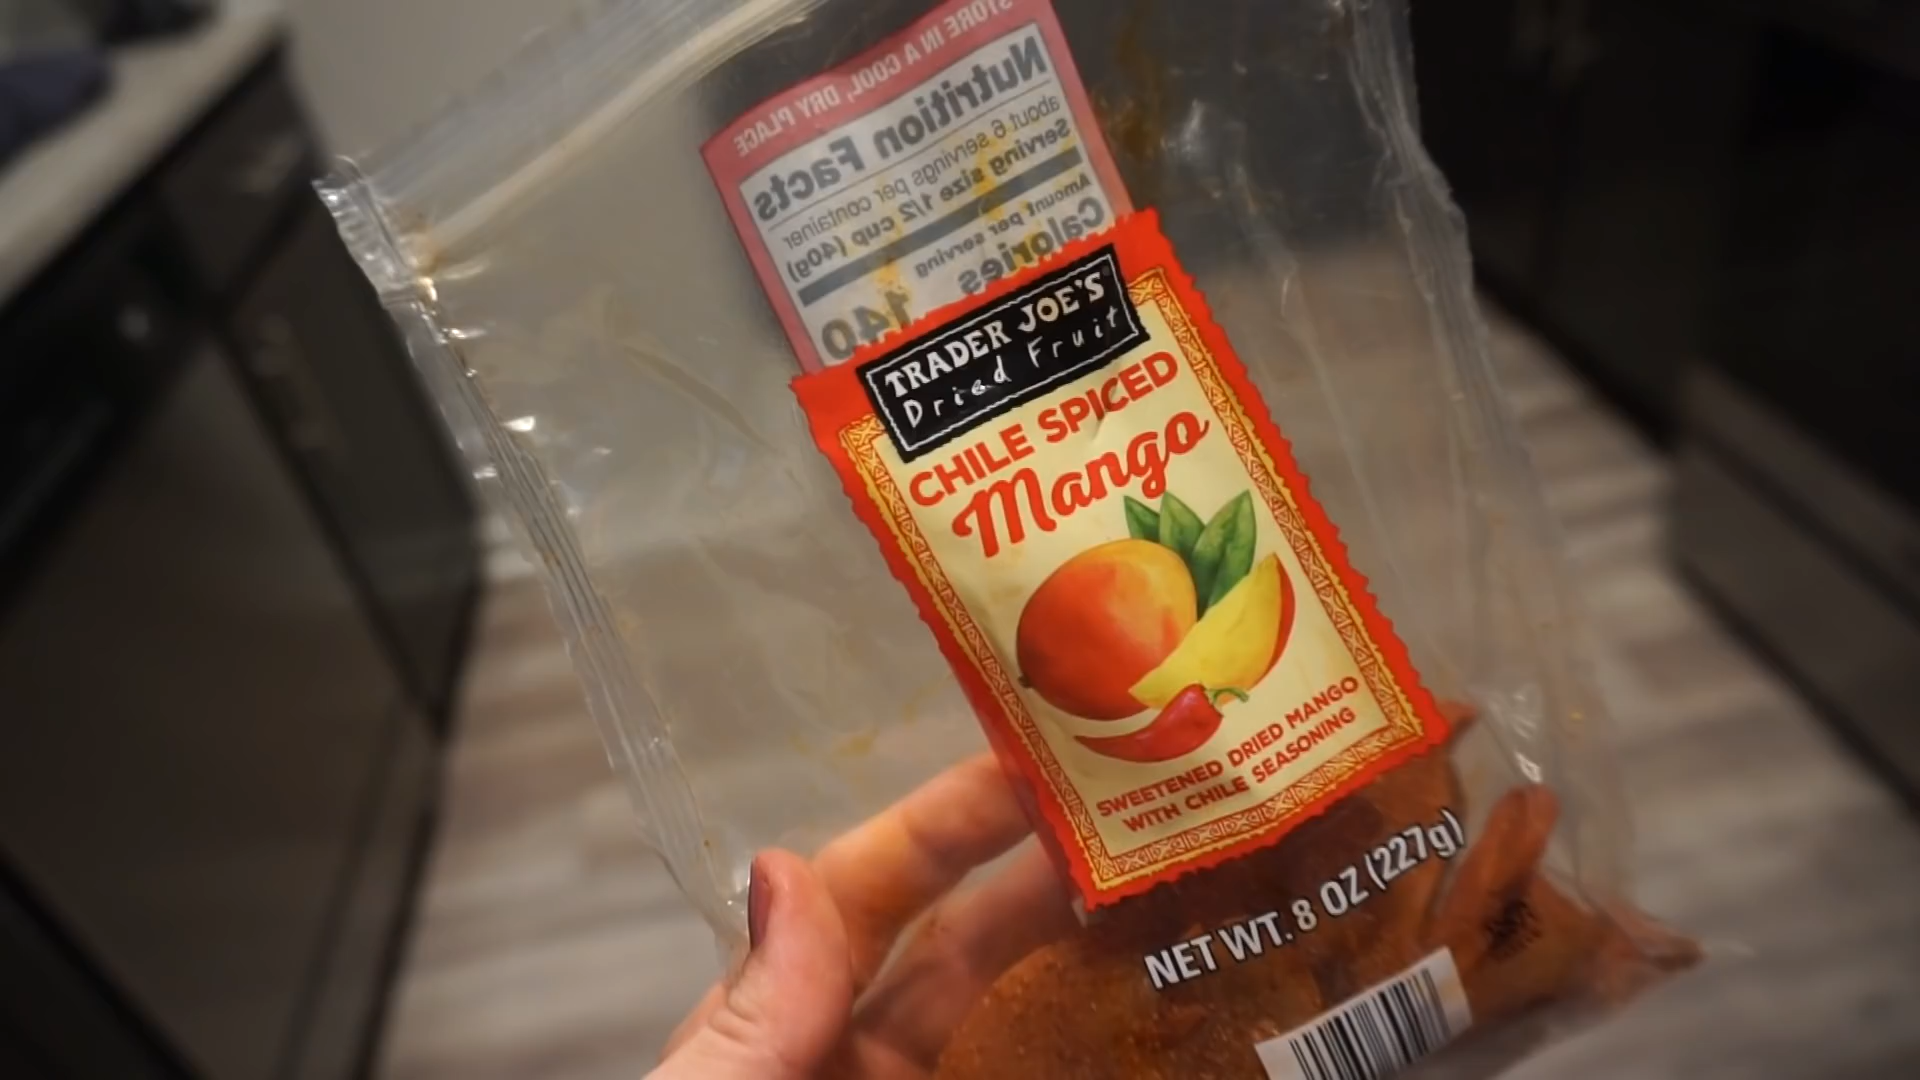 STORE IN A COOL, DRY PLACE
Nutrition Facts
about 6 servings per container
Serving size 1/2 cup (40g)
Amount per serving
Calories 140
TRADER JOE'S
Dried Fruit
CHILE SPICED
Mango
SWEETENED DRIED MANGO
WITH CHILE SEASONING
NET WT. 8 OZ (227g)